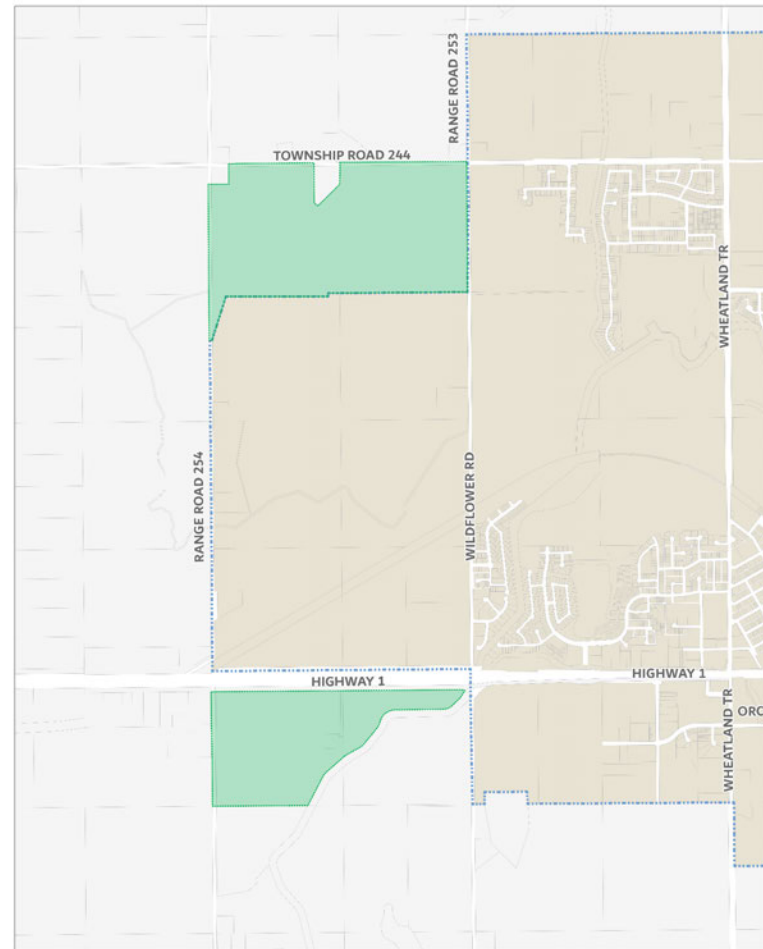 RANGE ROAD 253
TOWNSHIP ROAD 244
WHEATLAND TR
RANGE ROAD 254
WILDFLOWER RD
HIGHWAY 1
HIGHWAY 1
WHEATLAND TR
ORC